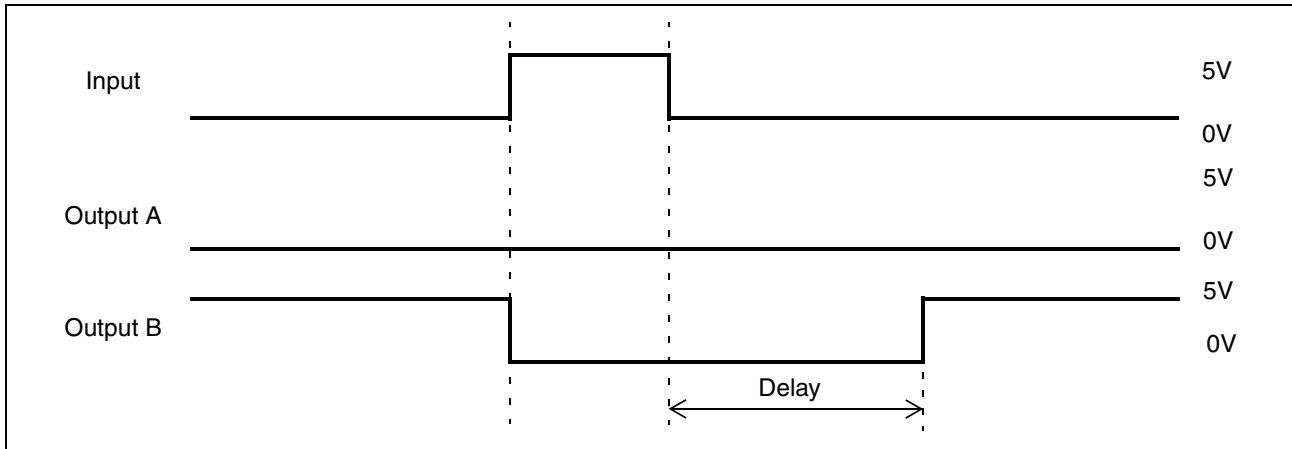 Input
5V
0V
Output A
5V
0V
Output B
5V
0V
Delay